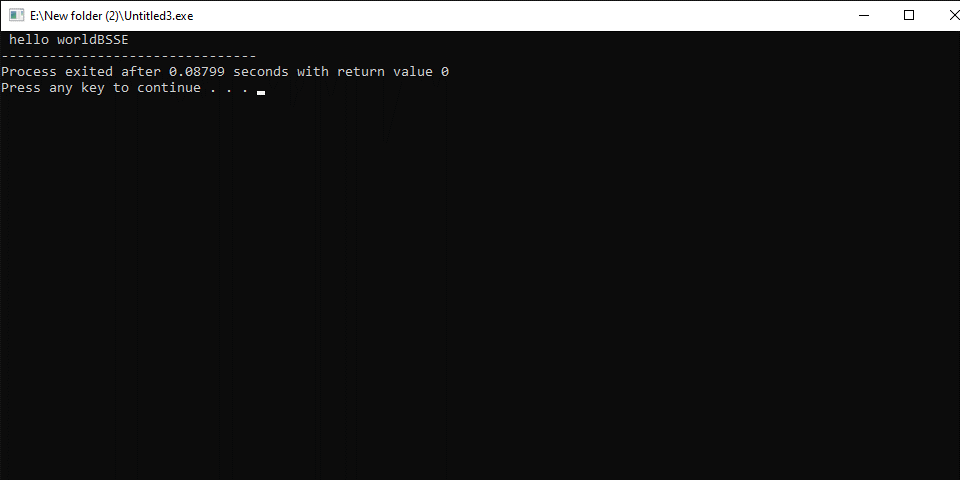 E:\New folder (2)\Untitled3.exe
hello worldBSSE
--------------------------------
Process exited after 0.08799 seconds with return value 0
Press any key to continue . . .